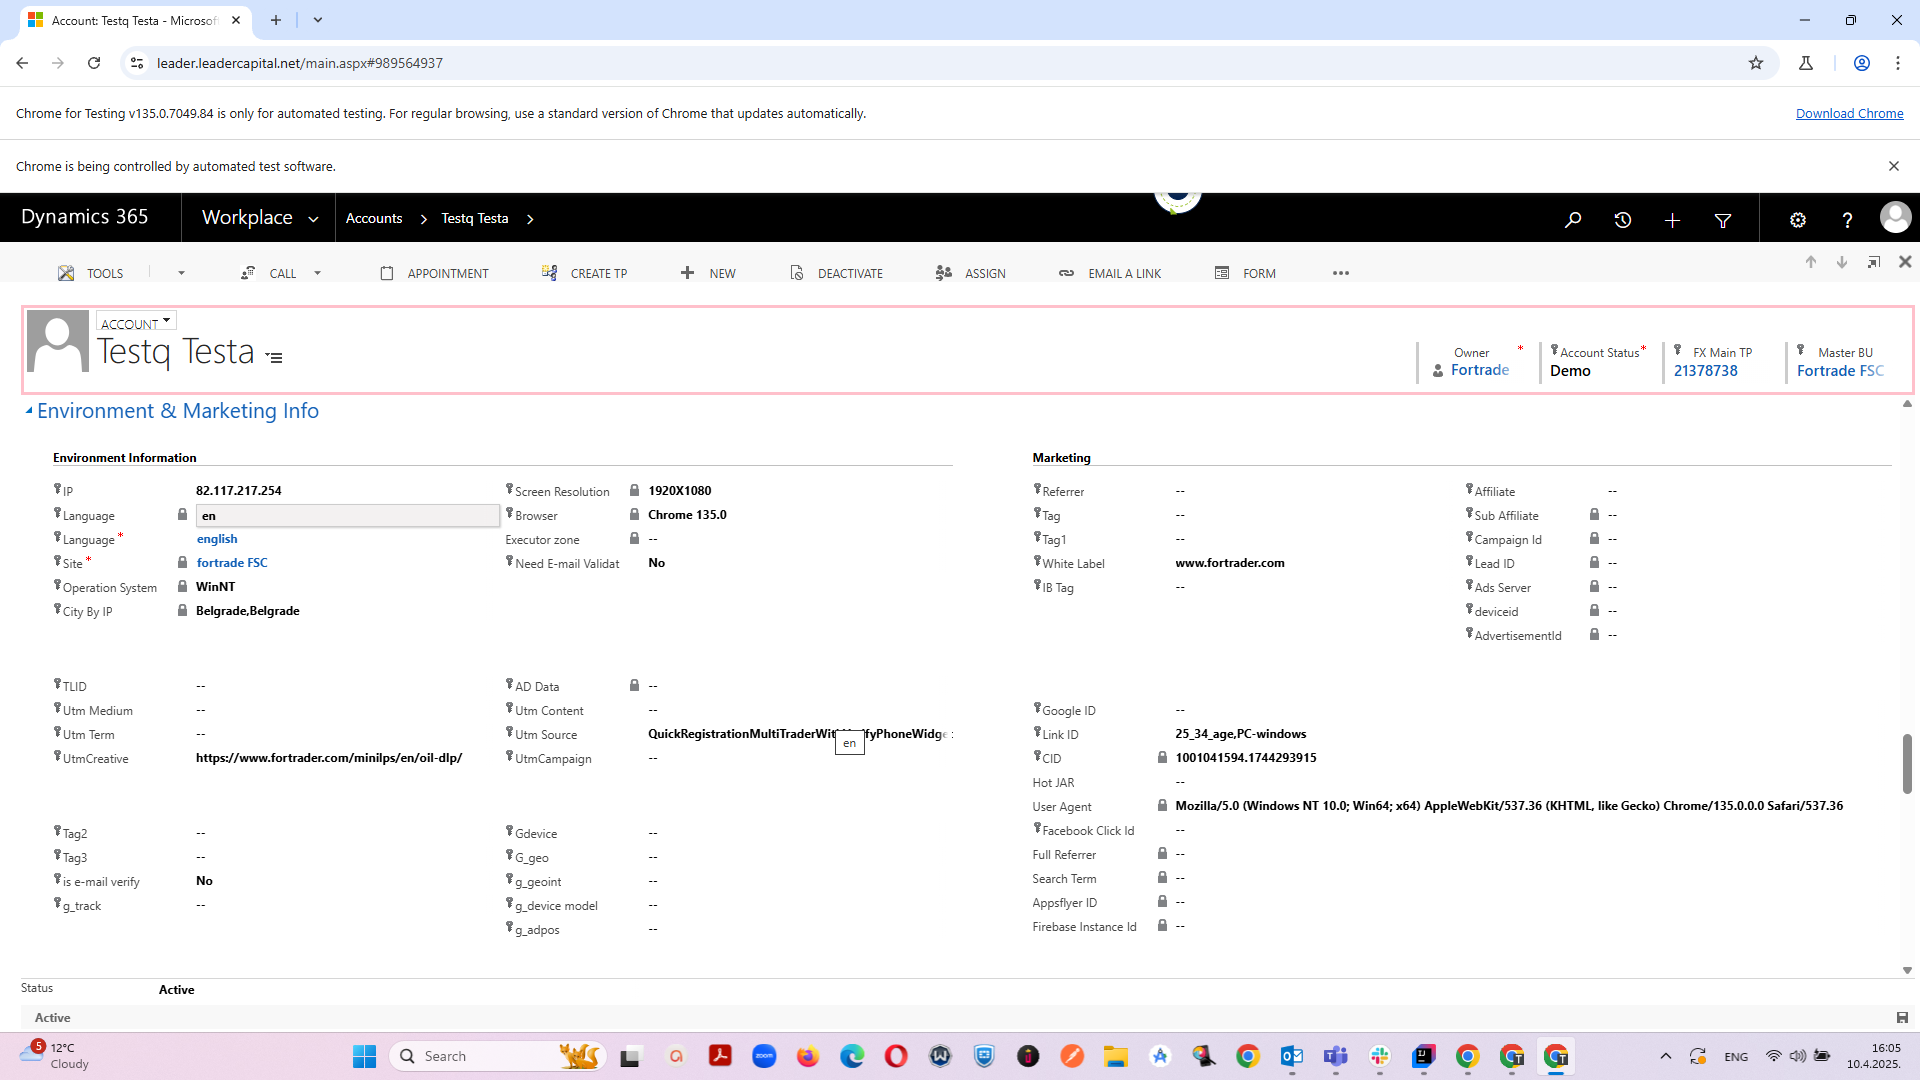 Account: Testq Testa - Microsof
leader.leadercapital.net/main.aspx#989564937
Chrome for Testing v135.0.7049.84 is only for automated testing. For regular browsing, use a standard version of Chrome that updates automatically.
Download Chrome
Chrome is being controlled by automated test software.
Dynamics 365
Workplace
Accounts
Testq Testa
TOOLS
CALL
APPOINTMENT
CREATE TP
NEW
DEACTIVATE
ASSIGN
EMAIL A LINK
FORM
ACCOUNT
Testq Testa
Owner *
Fortrade
Account Status *
Demo
FX Main TP
21378738
Master BU
Fortrade FSC
Environment & Marketing Info
Environment Information
IP 82.117.217.254
Language en
Language * english
Site * fortrade FSC
Operation System WinNT
City By IP Belgrade,Belgrade
Screen Resolution 1920X1080
Browser Chrome 135.0
Executor zone --
Need E-mail Validat No
Marketing
Referrer --
Tag --
Tag1 --
White Label www.fortrader.com
IB Tag --
Affiliate --
Sub Affiliate --
Campaign Id --
Lead ID --
Ads Server --
deviceid --
AdvertisementId --
TLID --
Utm Medium --
Utm Term --
UtmCreative https://www.fortrader.com/minilps/en/oil-dlp/
AD Data --
Utm Content --
Utm Source
en
UtmCampaign --
Google ID --
Link ID 25_34_age,PC-windows
CID 1001041594.1744293915
Hot JAR --
User Agent Mozilla/5.0 (Windows NT 10.0; Win64; x64) AppleWebKit/537.36 (KHTML, like Gecko) Chrome/135.0.0.0 Safari/537.36
Facebook Click Id --
Full Referrer --
Search Term --
Appsflyer ID --
Firebase Instance Id --
Tag2 --
Tag3 --
is e-mail verify No
g_track --
Gdevice --
G_geo --
g_geoint --
g_device model --
g_adpos --
Status Active
Active
5
12°C
Cloudy
Search
zoom
ENG
16:05
10.4.2025.